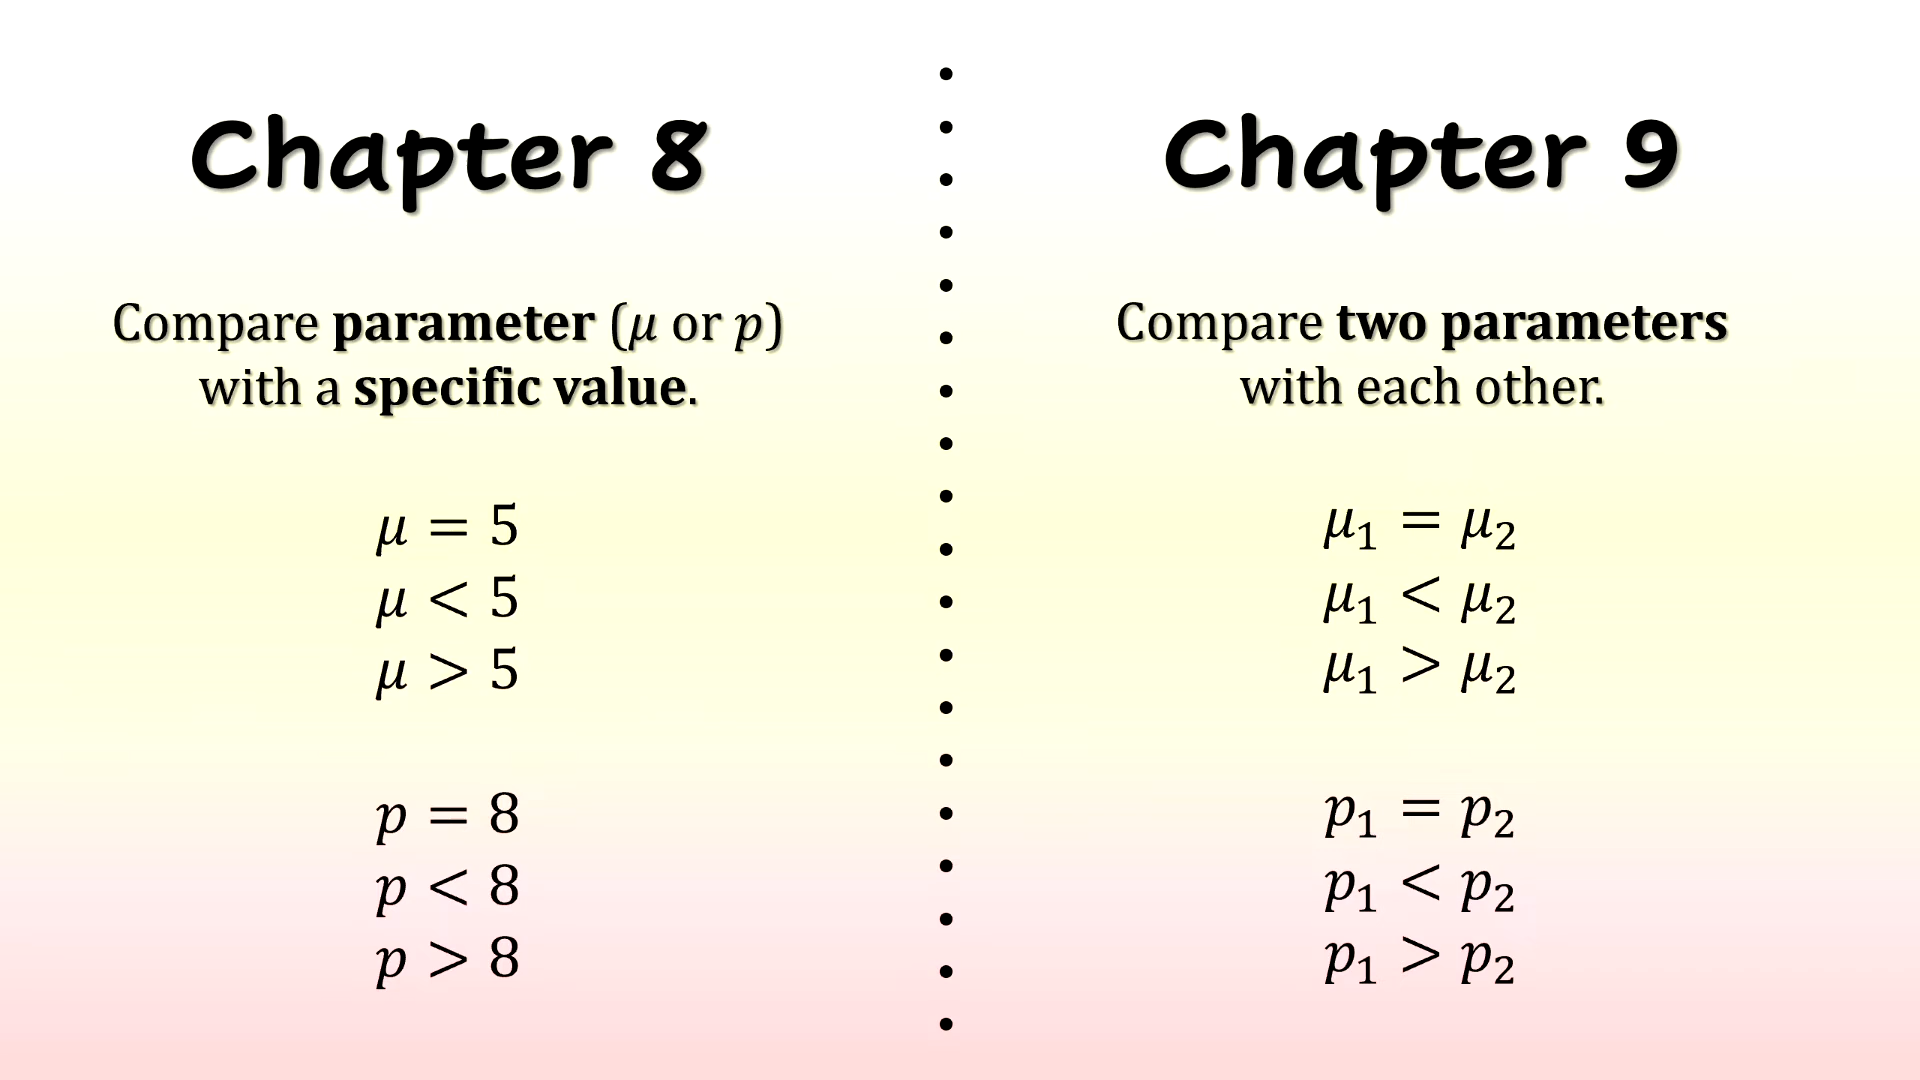 Chapter 8
Compare parameter (μ or p)
with a specific value.
μ = 5
μ < 5
μ > 5
p = 8
p < 8
p > 8
Chapter 9
Compare two parameters
with each other.
μ₁ = μ₂
μ₁ < μ₂
μ₁ > μ₂
p₁ = p₂
p₁ < p₂
p₁ > p₂